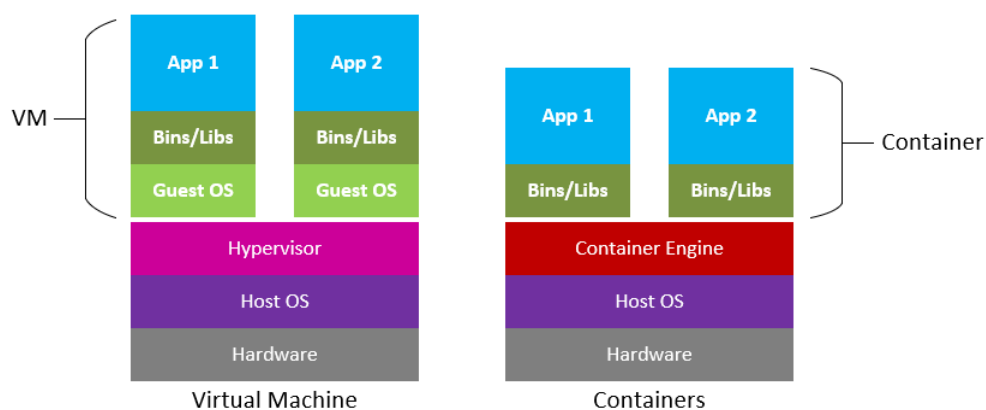 VM
App 1
App 2
Bins/Libs
Bins/Libs
Guest OS
Guest OS
Hypervisor
Host OS
Hardware
Virtual Machine
App 1
App 2
Bins/Libs
Bins/Libs
Container
Container Engine
Host OS
Hardware
Containers